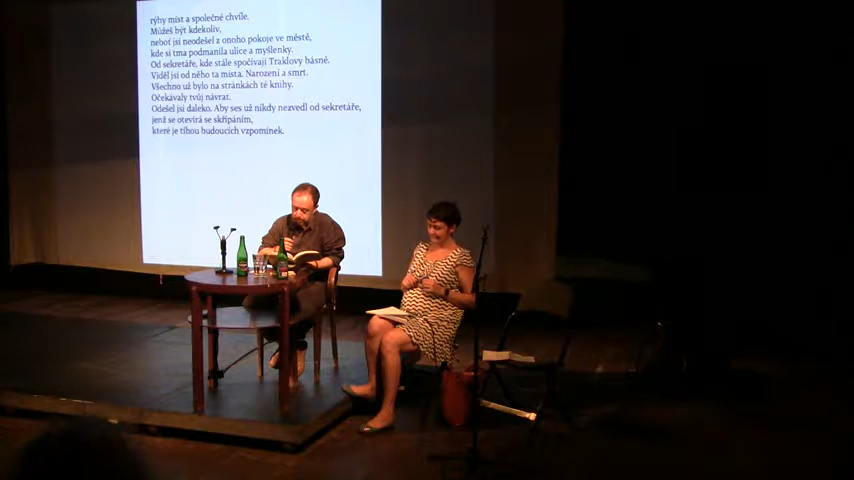 rýhy míst a společné chvíle.
Můžeš být kdekoliv,
neboť jsi neodešel z onoho pokoje ve městě,
kde si tma podmanila ulice a myšlenky.
Od sekretáře, kde stále spočívají Traklovy básně.
Viděl jsi od něho ta místa. Narození a smrt.
Všechno už bylo na stránkách té knihy.
Očekávaly tvůj návrat.
Odešel jsi daleko. Aby ses už nikdy nezvedl od sekretáře,
jenž se otevírá se skřípáním,
které je tíhou budoucích vzpomínek.